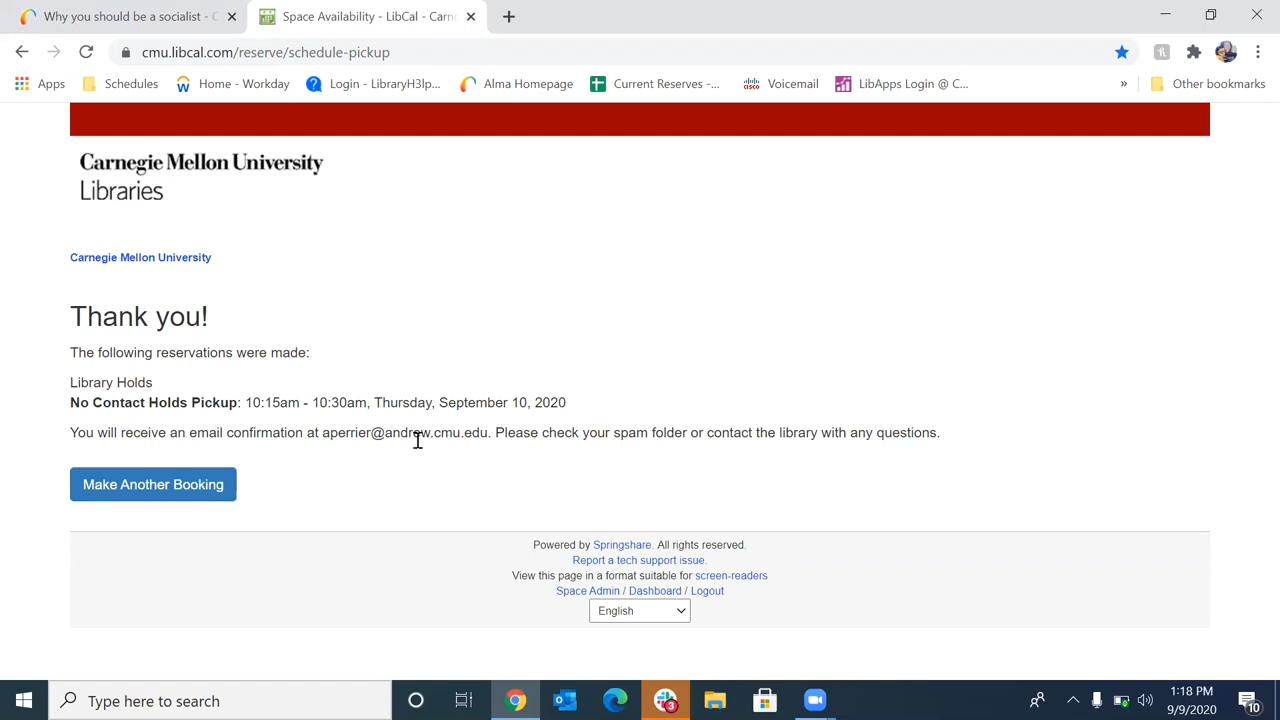 Why you should be a socialist - C
Space Availability - LibCal - Carne
cmu.libcal.com/reserve/schedule-pickup
Apps
Schedules
Home - Workday
Login - LibraryH3lp...
Alma Homepage
Current Reserves -...
Voicemail
LibApps Login @ C...
»
Other bookmarks
Carnegie Mellon University
Libraries
Carnegie Mellon University
Thank you!
The following reservations were made:
Library Holds
No Contact Holds Pickup: 10:15am - 10:30am, Thursday, September 10, 2020
You will receive an email confirmation at aperrier@andrew.cmu.edu. Please check your spam folder or contact the library with any questions.
Make Another Booking
Powered by Springshare. All rights reserved.
Report a tech support issue.
View this page in a format suitable for screen-readers
Space Admin / Dashboard / Logout
English
Type here to search
3
1:18 PM
9/9/2020
10